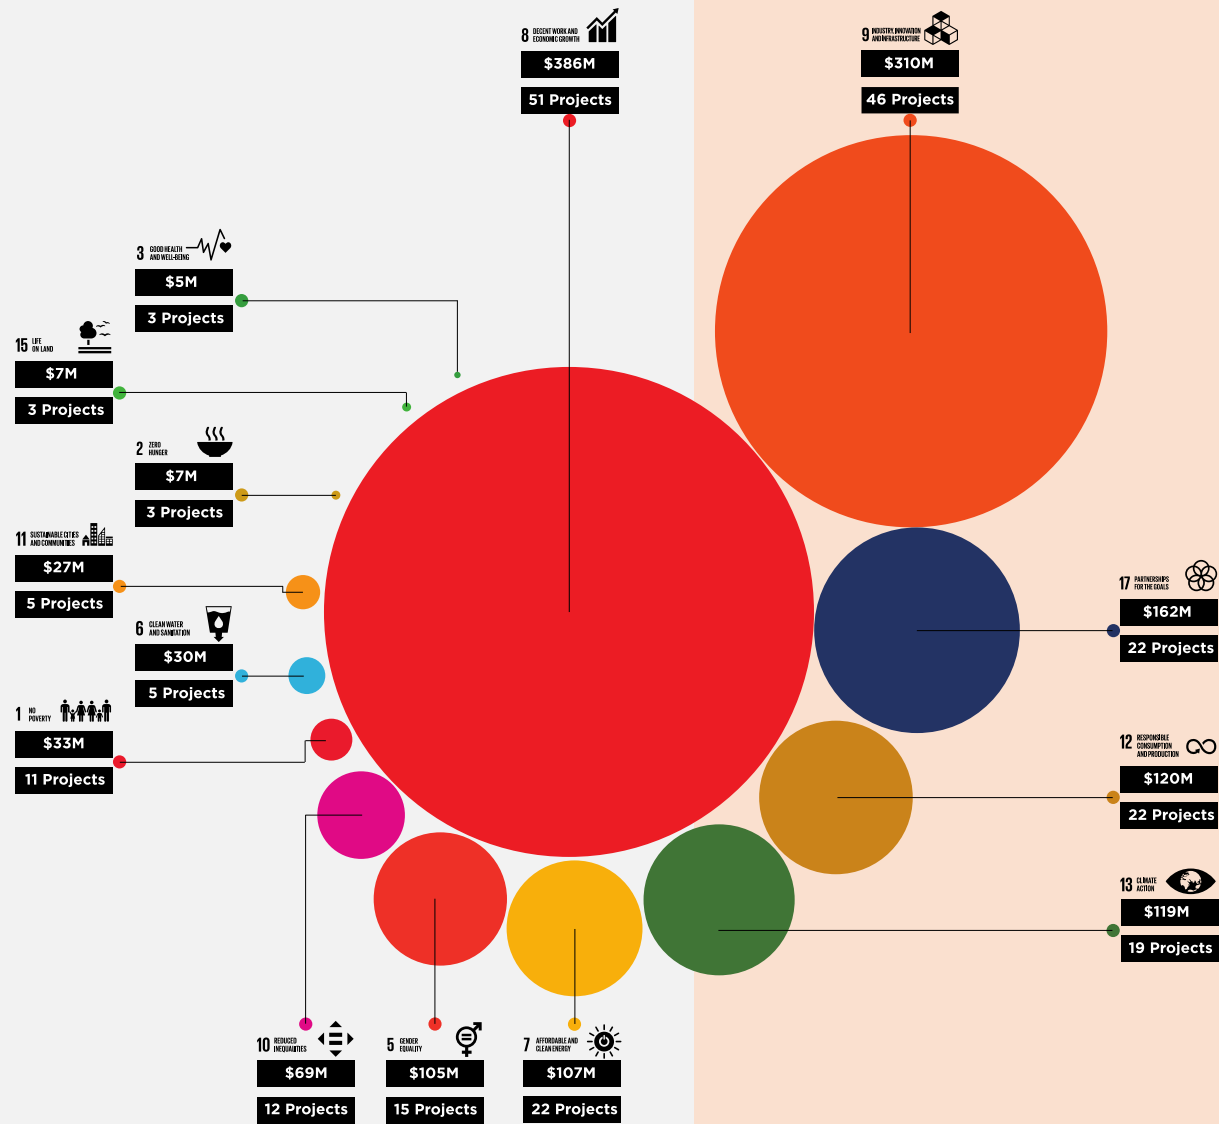 8 DECENT WORK AND
ECONOMIC GROWTH
$386M
51 Projects
9 INDUSTRY, INNOVATION
AND INFRASTRUCTURE
$310M
46 Projects
3 GOOD HEALTH
AND WELL-BEING
$5M
3 Projects
15 LIFE
ON LAND
$7M
3 Projects
2 ZERO
HUNGER
$7M
3 Projects
11 SUSTAINABLE CITIES
AND COMMUNITIES
$27M
5 Projects
6 CLEAN WATER
AND SANITATION
$30M
5 Projects
1 NO
POVERTY
$33M
11 Projects
17 PARTNERSHIPS
FOR THE GOALS
$162M
22 Projects
12 RESPONSIBLE
CONSUMPTION
AND PRODUCTION
$120M
22 Projects
13 CLIMATE
ACTION
$119M
19 Projects
10 REDUCED
INEQUALITIES
$69M
12 Projects
5 GENDER
EQUALITY
$105M
15 Projects
7 AFFORDABLE AND
CLEAN ENERGY
$107M
22 Projects